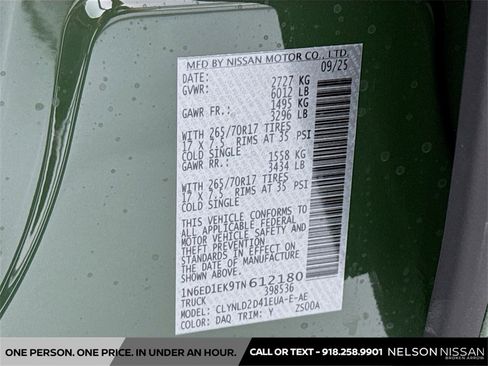 MFD BY NISSAN MOTOR CO., LTD.
DATE: 09/25
GVWR: 2727 KG
6012 LB
GAWR FR.: 1495 KG
3296 LB
WITH 265/70R17 TIRES
17 X 7.5 RIMS AT 35 PSI
COLD SINGLE
GAWR RR.: 1558 KG
3434 LB
WITH 265/70R17 TIRES
17 X 7.5 RIMS AT 35 PSI
COLD SINGLE
THIS VEHICLE CONFORMS TO
ALL APPLICABLE FEDERAL
MOTOR VEHICLE SAFETY AND
THEFT PREVENTION
STANDARDS IN EFFECT ON
THE DATE OF MANUFACTURE
SHOWN ABOVE.
1N6ED1EK9TN612180
TRUCK 398536
MODEL: CLYNLD2D41EUA-E-AE
COLOR: DAQ TRIM: Y ZS00A
ONE PERSON. ONE PRICE. IN UNDER AN HOUR.
CALL OR TEXT - 918.258.9901
NELSON NISSAN
BROKEN ARROW